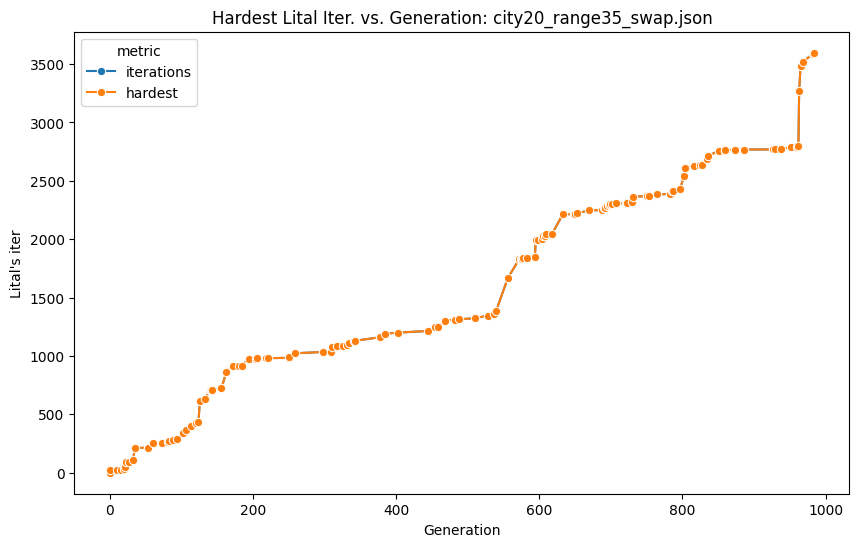 Hardest Lital Iter. vs. Generation: city20_range35_swap.json
metric
iterations
hardest
Lital's iter
3500
3000
2500
2000
1500
1000
500
0
0 200 400 600 800 1000
Generation